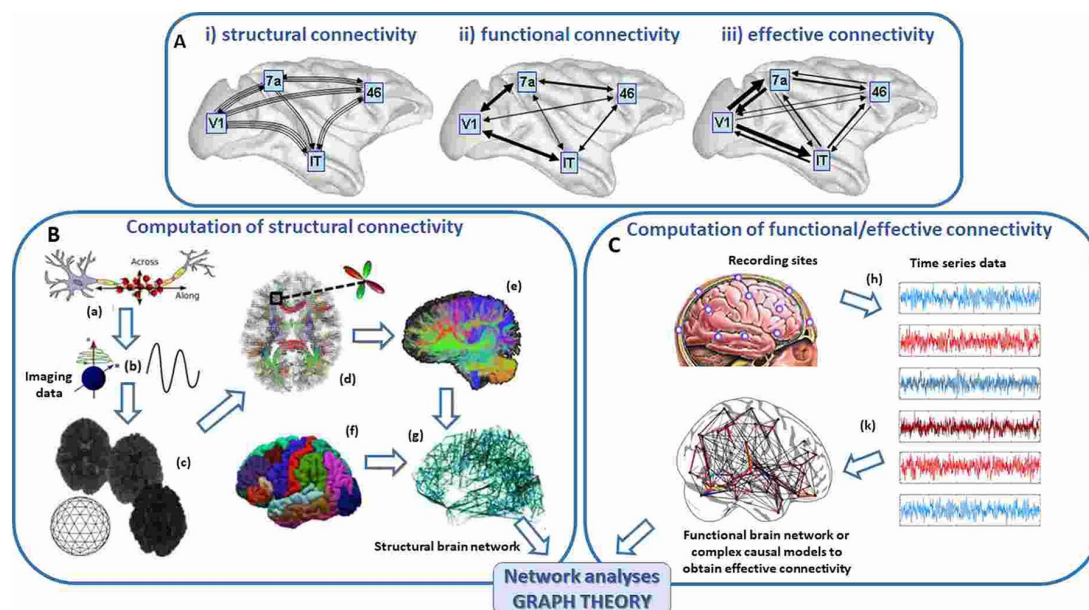 A
i) structural connectivity
7a
46
V1
IT
ii) functional connectivity
7a
46
V1
IT
iii) effective connectivity
7a
46
V1
IT
B
Computation of structural connectivity
Across
Along
(a)
(b)
Imaging
data
(c)
(d)
(e)
(f)
(g)
Structural brain network
C
Computation of functional/effective connectivity
Recording sites
(h)
Time series data
(k)
Functional brain network or
complex causal models to
obtain effective connectivity
Network analyses
GRAPH THEORY